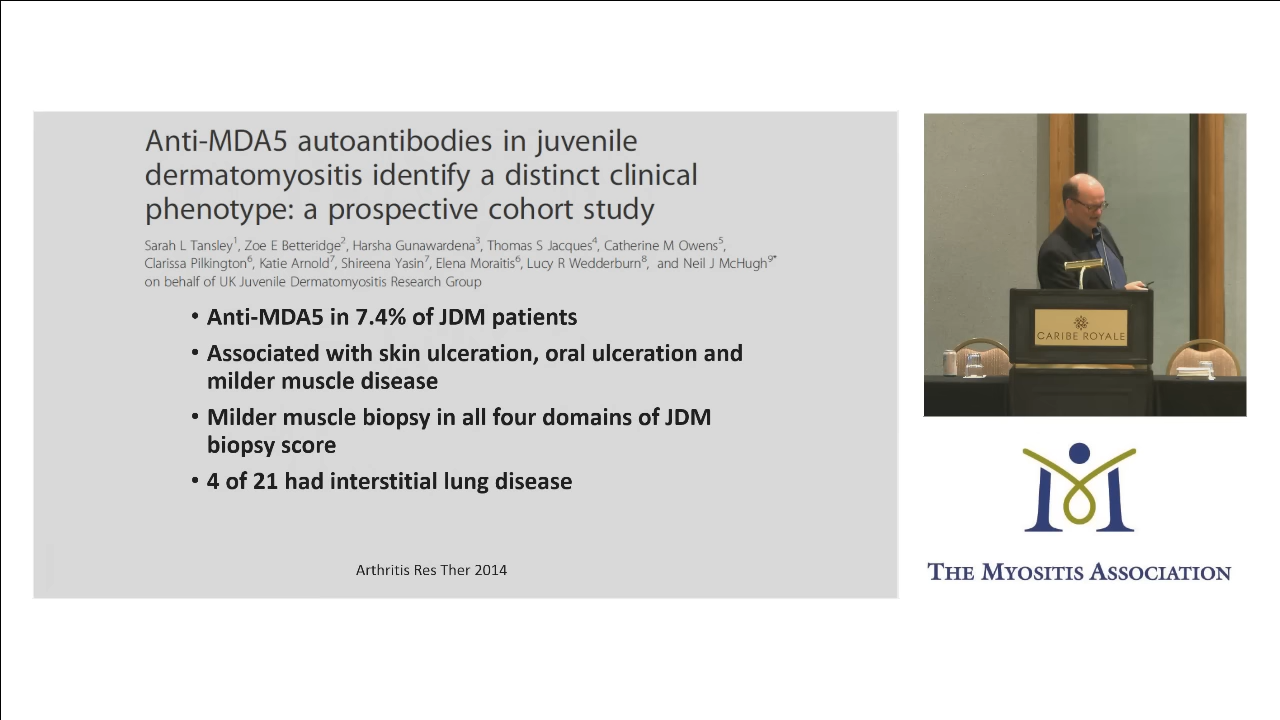 Anti-MDA5 autoantibodies in juvenile
dermatomyositis identify a distinct clinical
phenotype: a prospective cohort study
Sarah L Tansley1, Zoe E Betteridge2, Harsha Gunawardena3, Thomas S Jacques4, Catherine M Owens5,
Clarissa Pilkington6, Katie Arnold7, Shireena Yasin7, Elena Moraitis6, Lucy R Wedderburn8, and Neil J McHugh9*
on behalf of UK Juvenile Dermatomyositis Research Group
• Anti-MDA5 in 7.4% of JDM patients
• Associated with skin ulceration, oral ulceration and
milder muscle disease
• Milder muscle biopsy in all four domains of JDM
biopsy score
• 4 of 21 had interstitial lung disease
Arthritis Res Ther 2014
CARIBE ROYALE
THE MYOSITIS ASSOCIATION